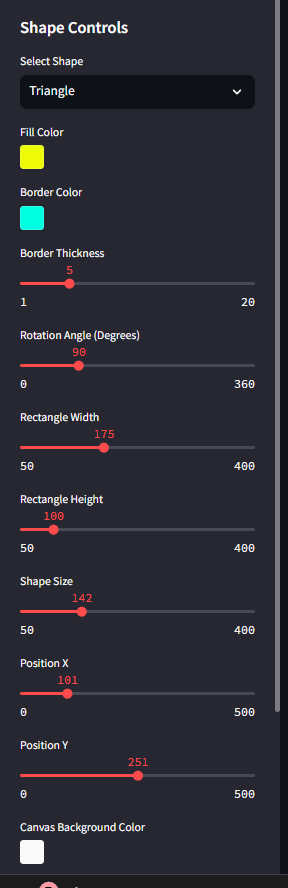 Shape Controls
Select Shape
Triangle
Fill Color
Border Color
Border Thickness
5
1 20
Rotation Angle (Degrees)
90
0 360
Rectangle Width
175
50 400
Rectangle Height
100
50 400
Shape Size
142
50 400
Position X
101
0 500
Position Y
251
0 500
Canvas Background Color